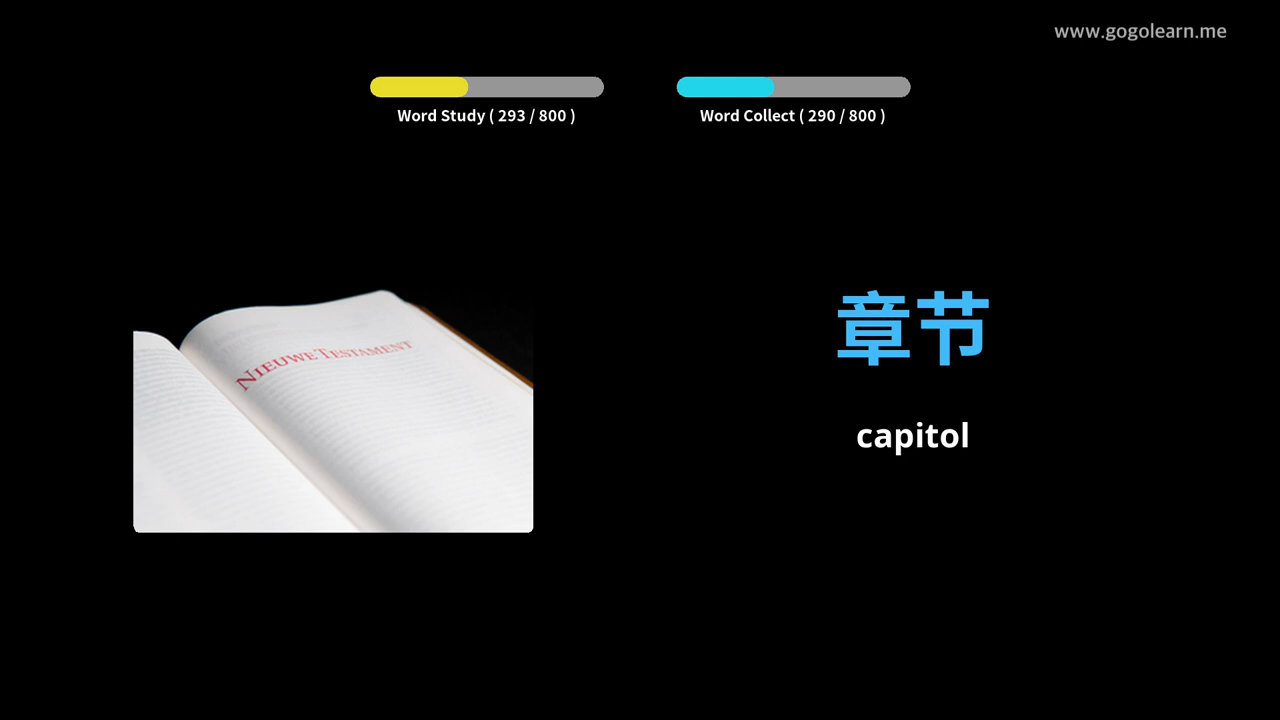 www.gogolearn.me
Word Study ( 293 / 800 )
Word Collect ( 290 / 800 )
NIEUWE TESTAMENT
章节
capitol